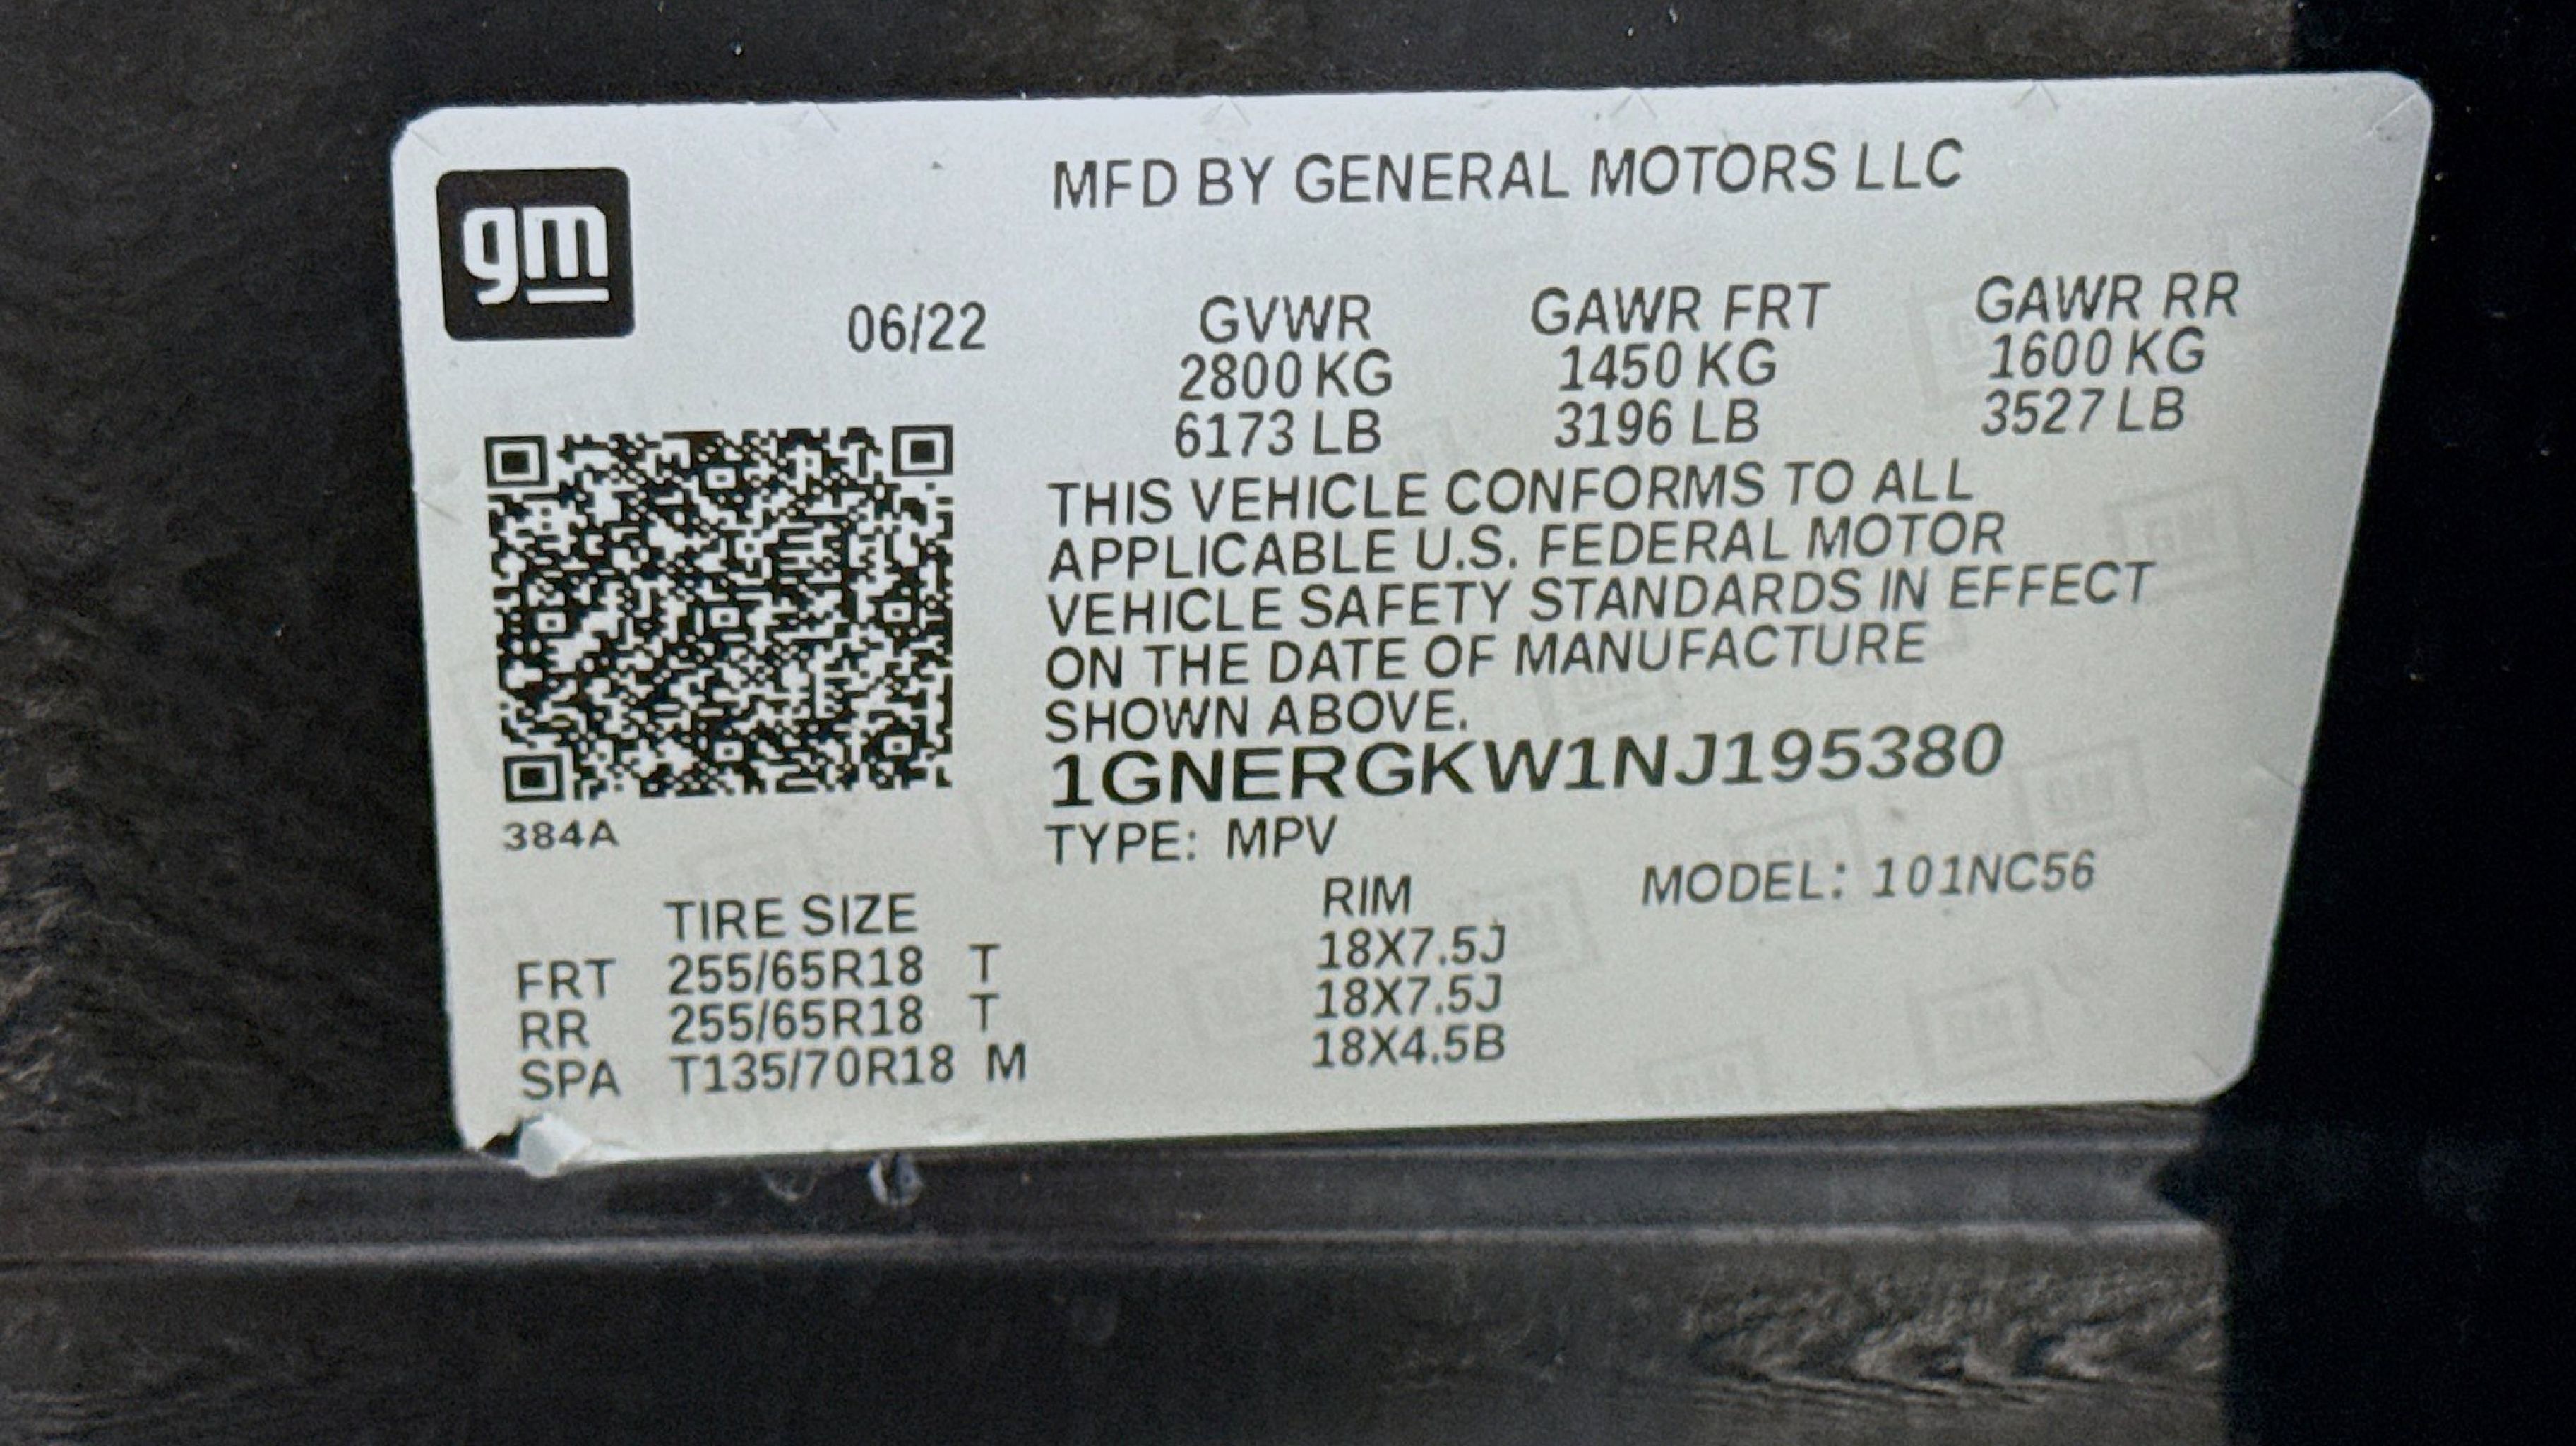 gm
MFD BY GENERAL MOTORS LLC
06/22
GVWR GAWR FRT GAWR RR
2800 KG 1450 KG 1600 KG
6173 LB 3196 LB 3527 LB
THIS VEHICLE CONFORMS TO ALL
APPLICABLE U.S. FEDERAL MOTOR
VEHICLE SAFETY STANDARDS IN EFFECT
ON THE DATE OF MANUFACTURE
SHOWN ABOVE.
1GNERGKW1NJ195380
384A
TYPE: MPV
MODEL: 101NC56
TIRE SIZE RIM
FRT 255/65R18 T 18X7.5J
RR 255/65R18 T 18X7.5J
SPA T135/70R18 M 18X4.5B